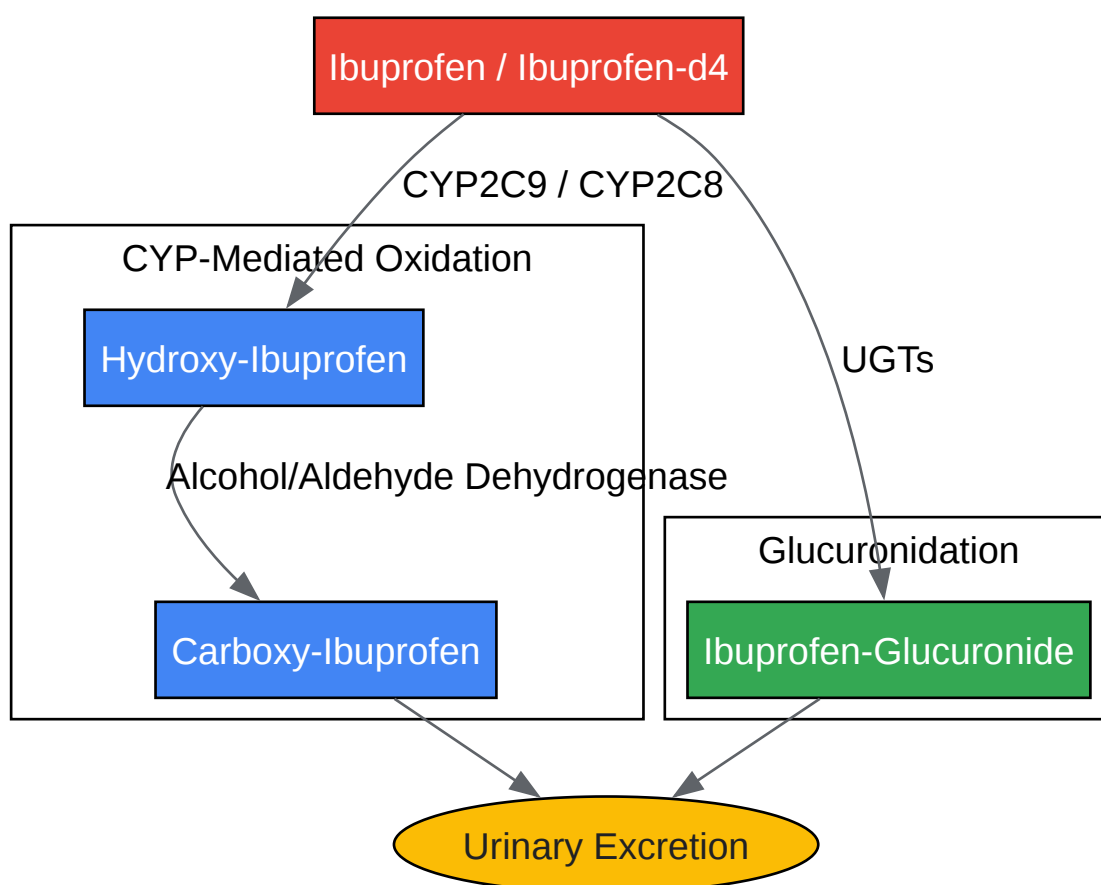 Ibuprofen / Ibuprofen-d4
CYP2C9 / CYP2C8
CYP-Mediated Oxidation
Hydroxy-Ibuprofen
UGTs
Alcohol/Aldehyde Dehydrogenase
Glucuronidation
Carboxy-Ibuprofen
Ibuprofen-Glucuronide
Urinary Excretion